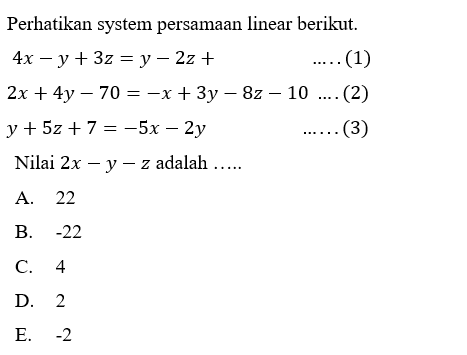 Perhatikan system persamaan linear berikut.
4x − y + 3z = y − 2z + ..... (1)
2x + 4y − 70 = −x + 3y − 8z − 10 .... (2)
y + 5z + 7 = −5x − 2y ...... (3)
Nilai 2x − y − z adalah .....
A. 22
B. -22
C. 4
D. 2
E. -2